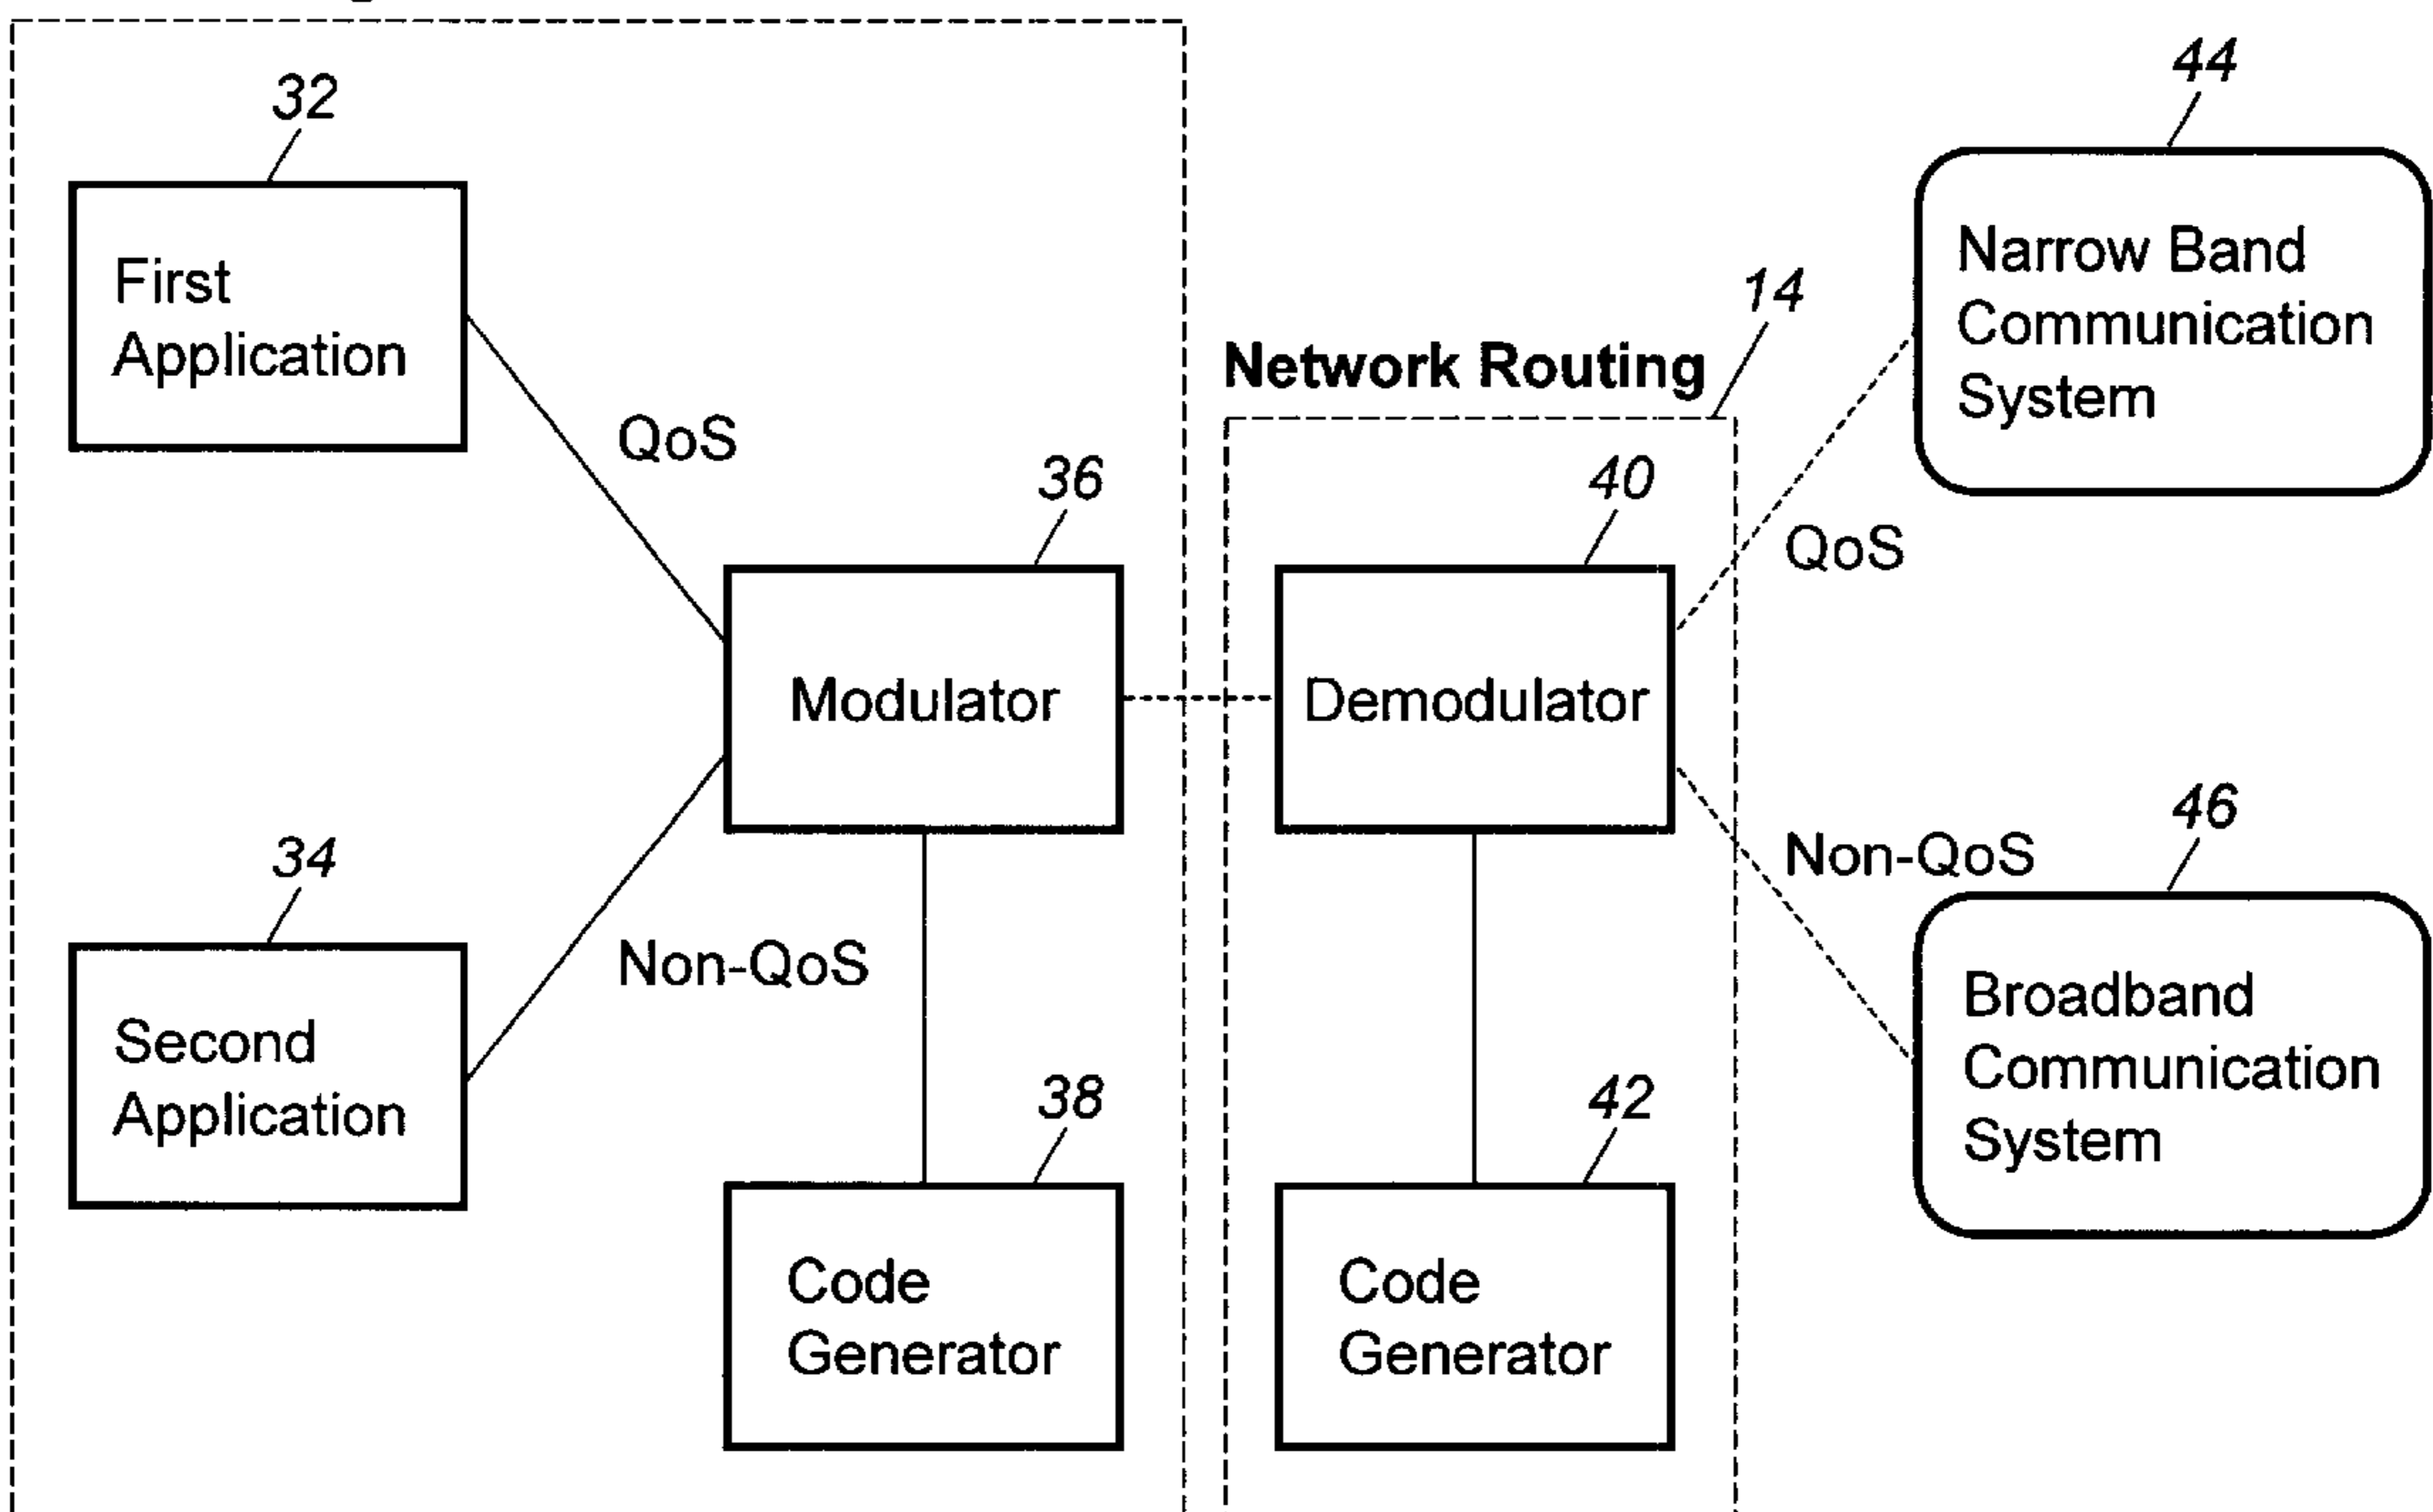 32
First
Application
QoS
34
Second
Application
Non-QoS
36
Modulator
38
Code
Generator
Network Routing
14
40
Demodulator
42
Code
Generator
44
Narrow Band
Communication
System
QoS
Non-QoS
46
Broadband
Communication
System